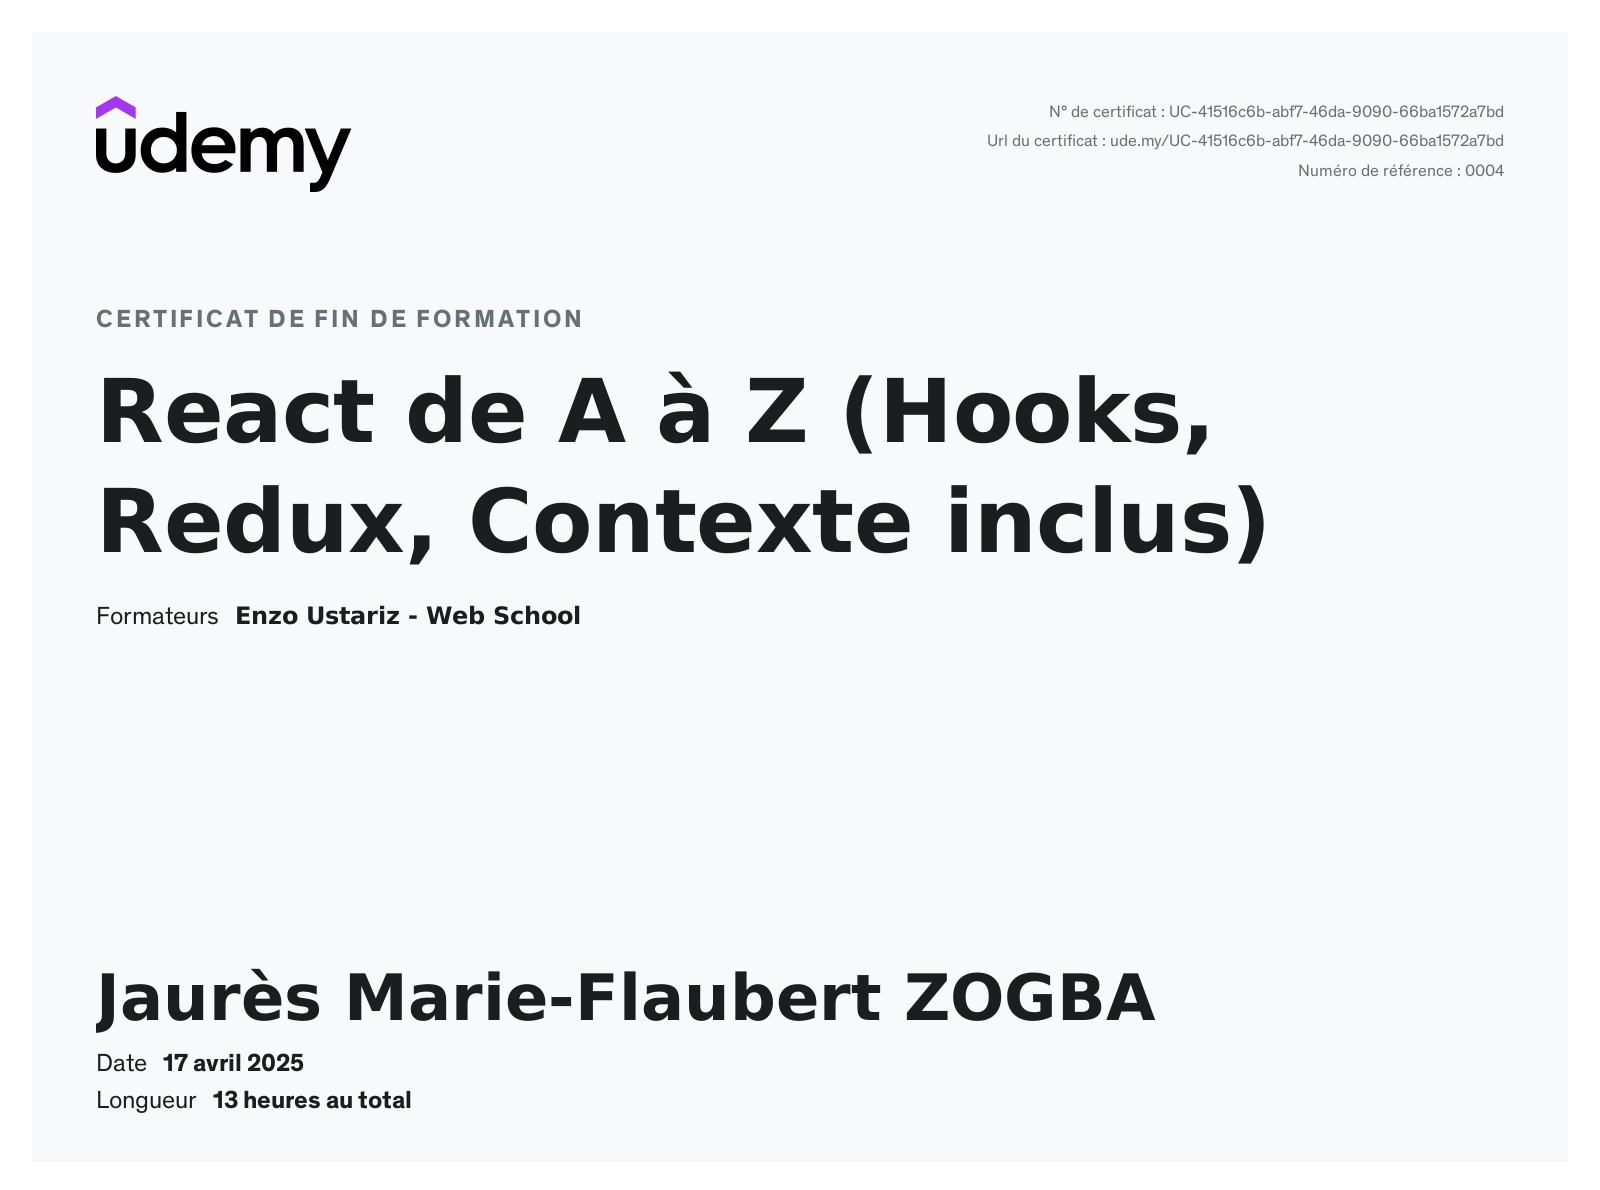 ûdemy
N° de certificat : UC-41516c6b-abf7-46da-9090-66ba1572a7bd
Url du certificat : ude.my/UC-41516c6b-abf7-46da-9090-66ba1572a7bd
Numéro de référence : 0004
CERTIFICAT DE FIN DE FORMATION
React de A à Z (Hooks,
Redux, Contexte inclus)
Formateurs Enzo Ustariz - Web School
Jaurès Marie-Flaubert ZOGBA
Date 17 avril 2025
Longueur 13 heures au total